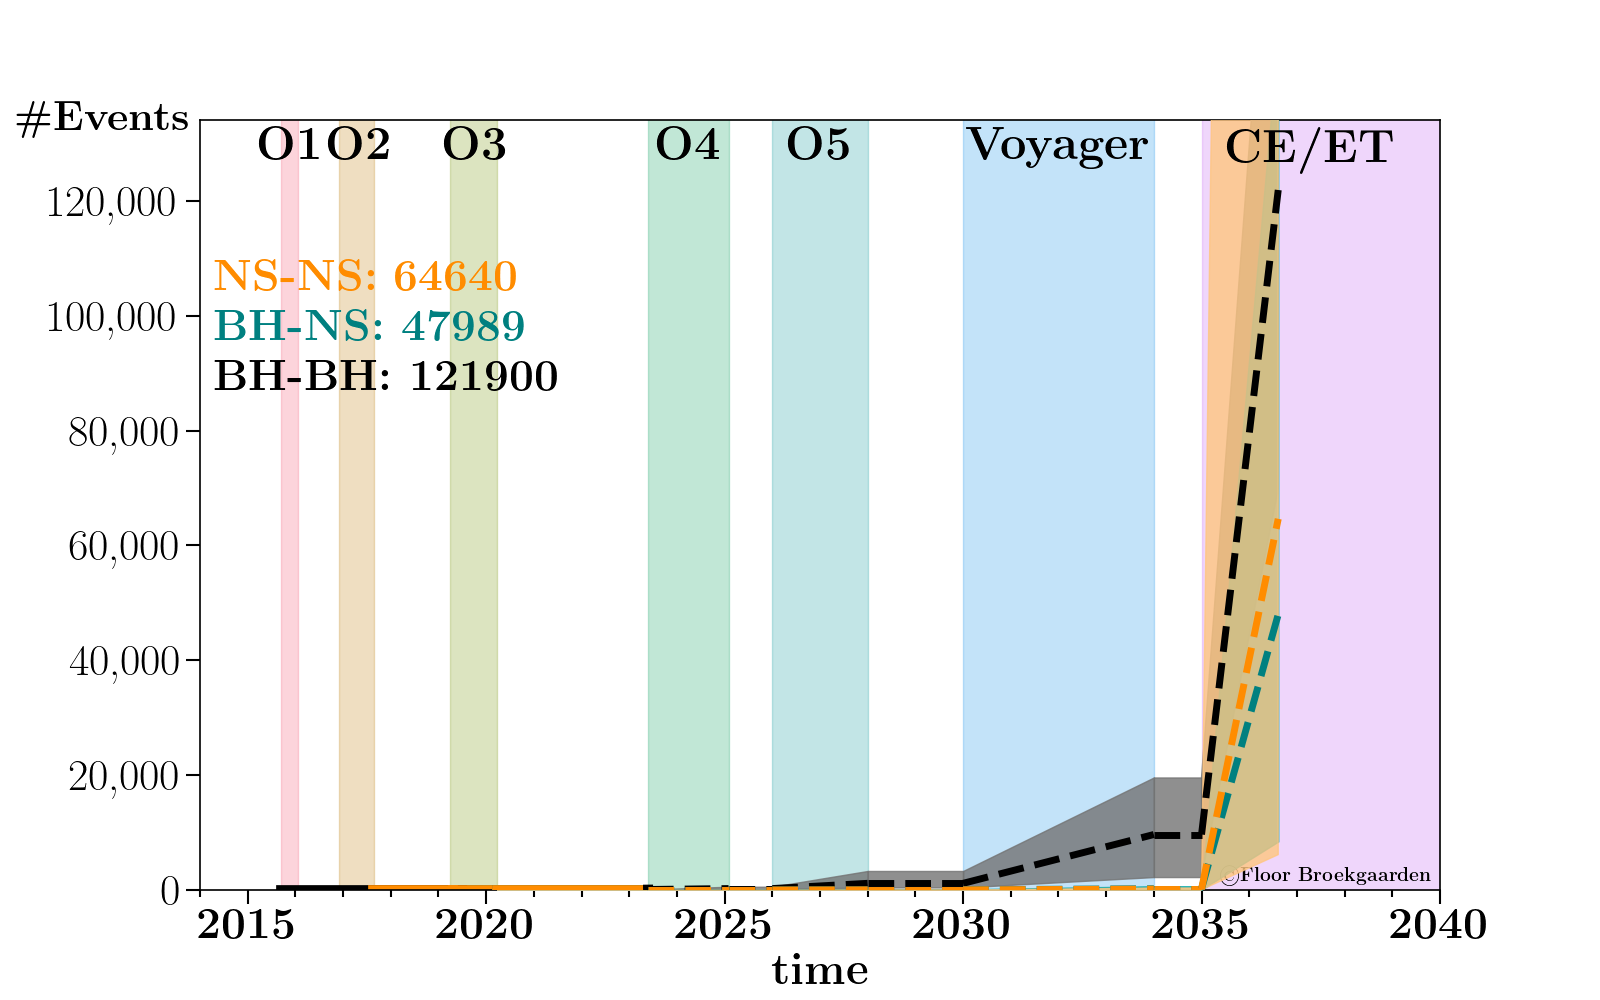 #Events
O1 O2 O3 O4 O5 Voyager CE/ET
120,000
NS-NS: 64640
100,000
BH-NS: 47989
BH-BH: 121900
80,000
60,000
40,000
20,000
©Floor Broekgaarden
0
2015 2020 2025 2030 2035 2040
time